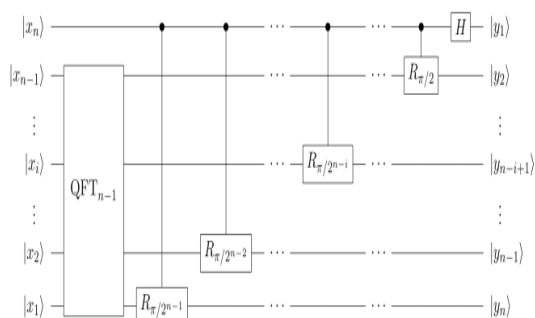 |x_n⟩ ··· ··· H |y_1⟩
|x_{n−1}⟩ ··· ··· R_{π/2} |y_2⟩
⋮ ⋮
|x_i⟩ QFT_{n−1} ··· R_{π/2^{n−i}} ··· |y_{n−i+1}⟩
⋮ ⋮
|x_2⟩ R_{π/2^{n−2}} ··· ··· |y_{n−1}⟩
|x_1⟩ R_{π/2^{n−1}} ··· ··· |y_n⟩